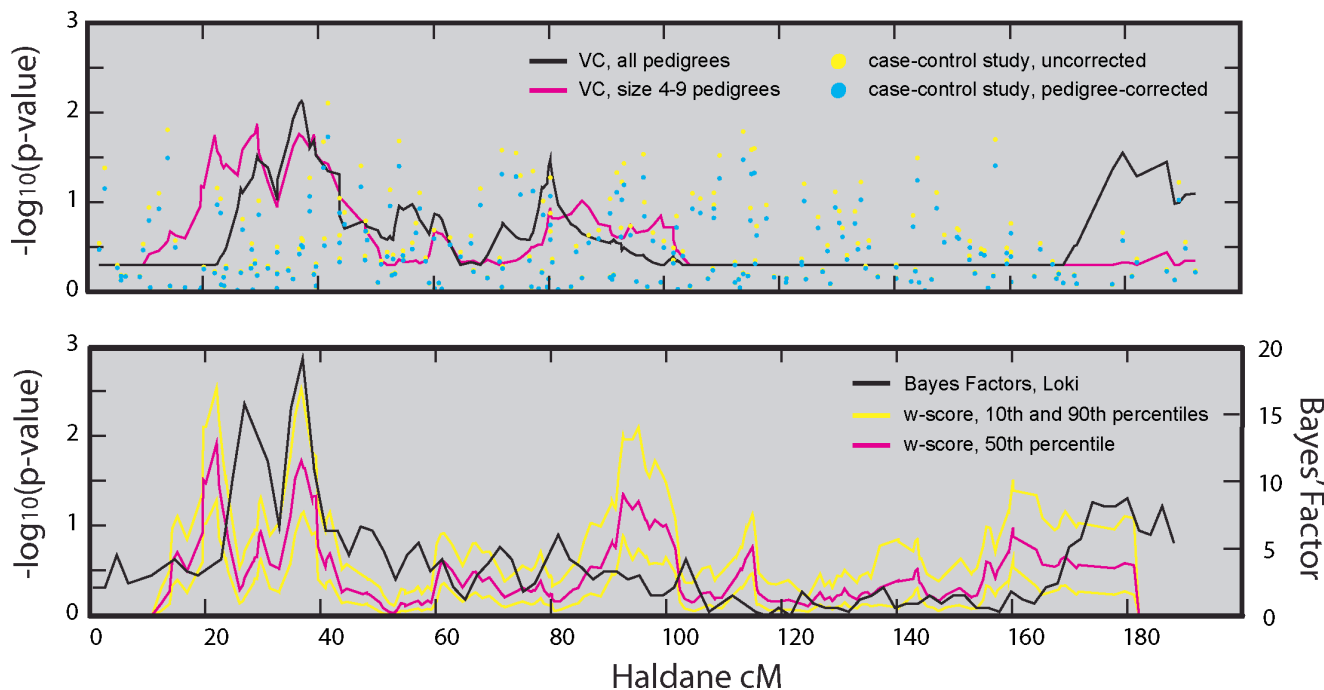 3
2
1
0
-log10(p-value)
VC, all pedigrees
VC, size 4-9 pedigrees
case-control study, uncorrected
case-control study, pedigree-corrected
3
2
1
0
-log10(p-value)
20
15
10
5
0
Bayes' Factor
Bayes Factors, Loki
w-score, 10th and 90th percentiles
w-score, 50th percentile
0 20 40 60 80 100 120 140 160 180
Haldane cM